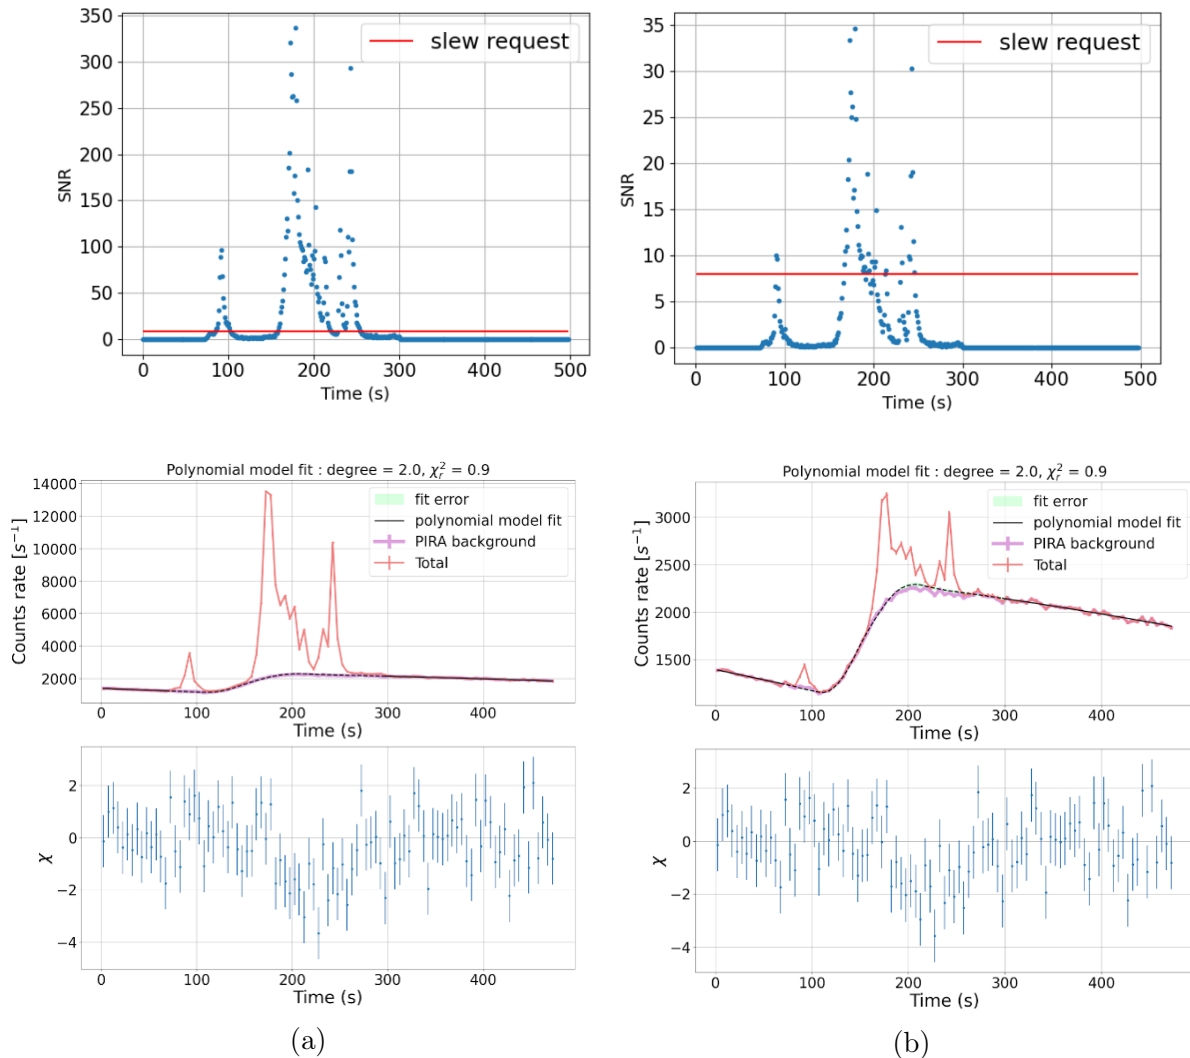 350
300
250
200
150
100
50
0
SNR
slew request
0 100 200 300 400 500
Time (s)
35
30
25
20
15
10
5
0
SNR
slew request
0 100 200 300 400 500
Time (s)
Polynomial model fit : degree = 2.0, χ²ᵣ = 0.9
14000
12000
10000
8000
6000
4000
2000
Counts rate [s⁻¹]
fit error
polynomial model fit
PIRA background
Total
0 100 200 300 400
Time (s)
2
0
−2
−4
χ
0 100 200 300 400
Time (s)
(a)
Polynomial model fit : degree = 2.0, χ²ᵣ = 0.9
3000
2500
2000
1500
Counts rate [s⁻¹]
fit error
polynomial model fit
PIRA background
Total
0 100 200 300 400
Time (s)
2
0
−2
−4
χ
0 100 200 300 400
Time (s)
(b)